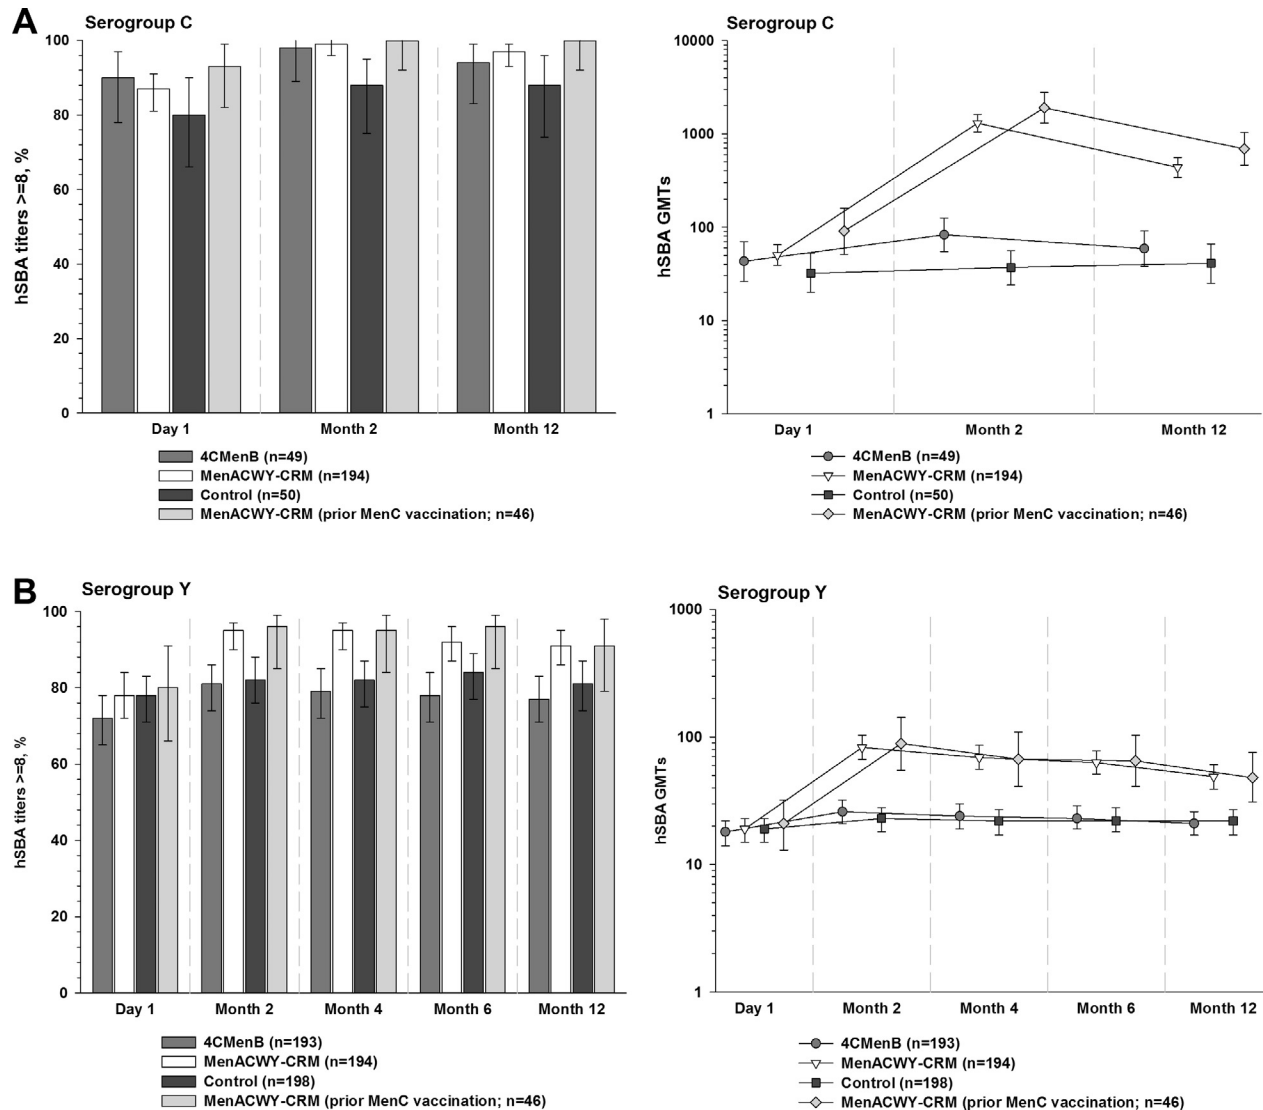 A
Serogroup C
100
80
60
40
20
0
hSBA titers >=8, %
Day 1
Month 2
Month 12
4CMenB (n=49)
MenACWY-CRM (n=194)
Control (n=50)
MenACWY-CRM (prior MenC vaccination; n=46)
Serogroup C
10000
1000
100
10
1
hSBA GMTs
Day 1
Month 2
Month 12
4CMenB (n=49)
MenACWY-CRM (n=194)
Control (n=50)
MenACWY-CRM (prior MenC vaccination; n=46)
B
Serogroup Y
100
80
60
40
20
0
hSBA titers >=8, %
Day 1
Month 2
Month 4
Month 6
Month 12
4CMenB (n=193)
MenACWY-CRM (n=194)
Control (n=198)
MenACWY-CRM (prior MenC vaccination; n=46)
Serogroup Y
1000
100
10
1
hSBA GMTs
Day 1
Month 2
Month 4
Month 6
Month 12
4CMenB (n=193)
MenACWY-CRM (n=194)
Control (n=198)
MenACWY-CRM (prior MenC vaccination; n=46)